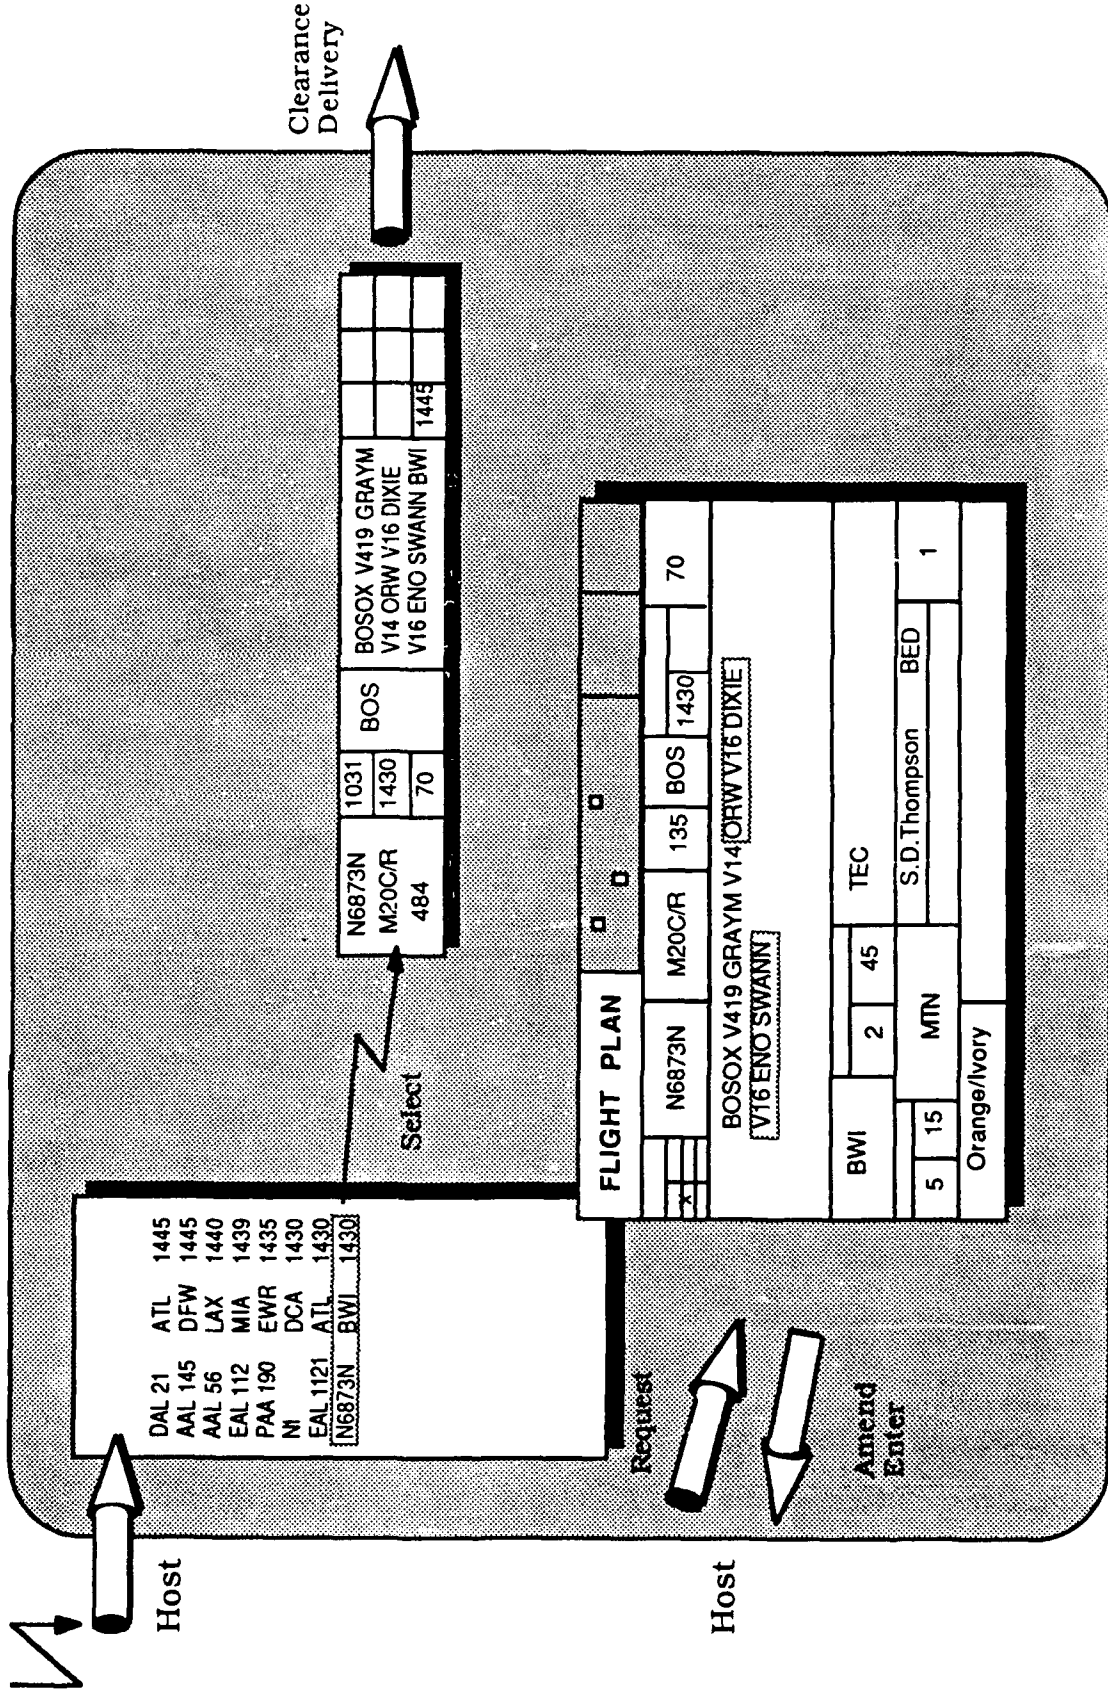 Host
DAL 21 ATL 1445
AAL 145 DFW 1445
AAL 56 LAX 1440
EAL 112 MIA 1439
PAA 190 EWR 1435
N1 DCA 1430
EAL 1121 ATL 1430
N6873N BWI 1430
Select
N6873N 1031 BOS BOSOX V419 GRAYM
M20C/R 1430 V14 ORW V16 DIXIE
484 70 V16 ENO SWANN BWI 1445
Clearance
Delivery
Host
Request
Amend
Enter
FLIGHT PLAN
x N6873N M20C/R 135 BOS 1430 70
BOSOX V419 GRAYM V14 ORW V16 DIXIE
V16 ENO SWANN
BWI 2 45 TEC
5 15 MTN S.D.Thompson BED 1
Orange/Ivory